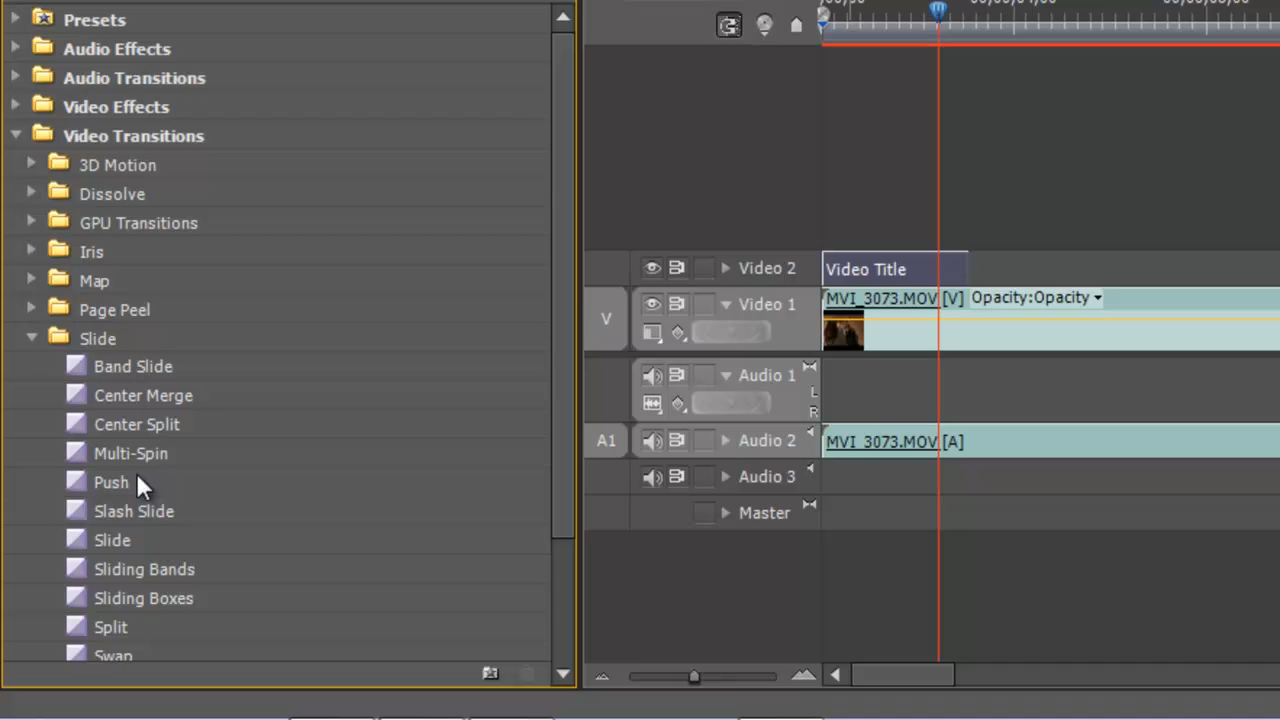 Presets
Audio Effects
Audio Transitions
Video Effects
Video Transitions
3D Motion
Dissolve
GPU Transitions
Iris
Map
Page Peel
Slide
Band Slide
Center Merge
Center Split
Multi-Spin
Push
Slash Slide
Slide
Sliding Bands
Sliding Boxes
Split
Swap
Video 2
Video Title
V
Video 1
MVI_3073.MOV [V] Opacity:Opacity
Audio 1
L
R
A1
Audio 2
MVI_3073.MOV [A]
Audio 3
Master